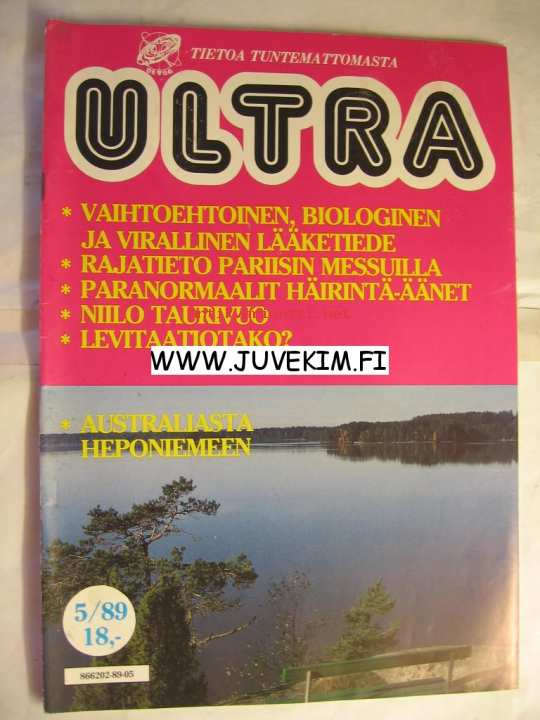 TIETOA TUNTEMATTOMASTA
ULTRA
* VAIHTOEHTOINEN, BIOLOGINEN
JA VIRALLINEN LÄÄKETIEDE
* RAJATIETO PARIISIN MESSUILLA
* PARANORMAALIT HÄIRINTÄ-ÄÄNET
* NIILO TAURIVUO
* LEVITAATIOTAKO?
WWW.JUVEKIM.FI
* AUSTRALIASTA
HEPONIEMEEN
5/89
18,-
866202-89-05